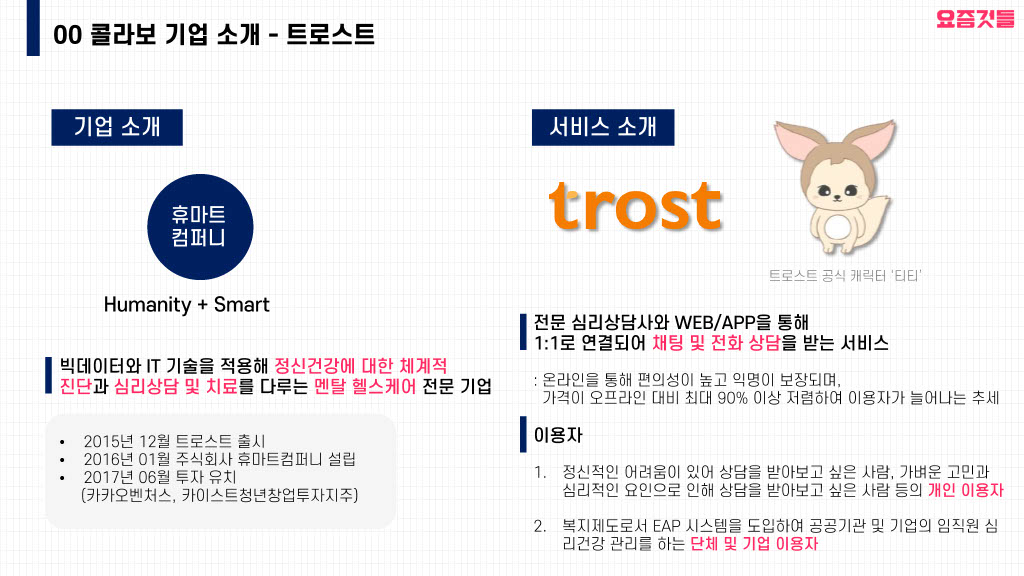 00 콜라보 기업 소개 - 트로스트
요즘것들
기업 소개
휴마트
컴퍼니
Humanity + Smart
빅데이터와 IT 기술을 적용해 정신건강에 대한 체계적
진단과 심리상담 및 치료를 다루는 멘탈 헬스케어 전문 기업
• 2015년 12월 트로스트 출시
• 2016년 01월 주식회사 휴마트컴퍼니 설립
• 2017년 06월 투자 유치
(카카오벤처스, 카이스트청년창업투자지주)
서비스 소개
trost
트로스트 공식 캐릭터 ‘티티’
전문 심리상담사와 WEB/APP을 통해
1:1로 연결되어 채팅 및 전화 상담을 받는 서비스
: 온라인을 통해 편의성이 높고 익명이 보장되며,
가격이 오프라인 대비 최대 90% 이상 저렴하여 이용자가 늘어나는 추세
이용자
1. 정신적인 어려움이 있어 상담을 받아보고 싶은 사람, 가벼운 고민과
심리적인 요인으로 인해 상담을 받아보고 싶은 사람 등의 개인 이용자
2. 복지제도로서 EAP 시스템을 도입하여 공공기관 및 기업의 임직원 심
리건강 관리를 하는 단체 및 기업 이용자